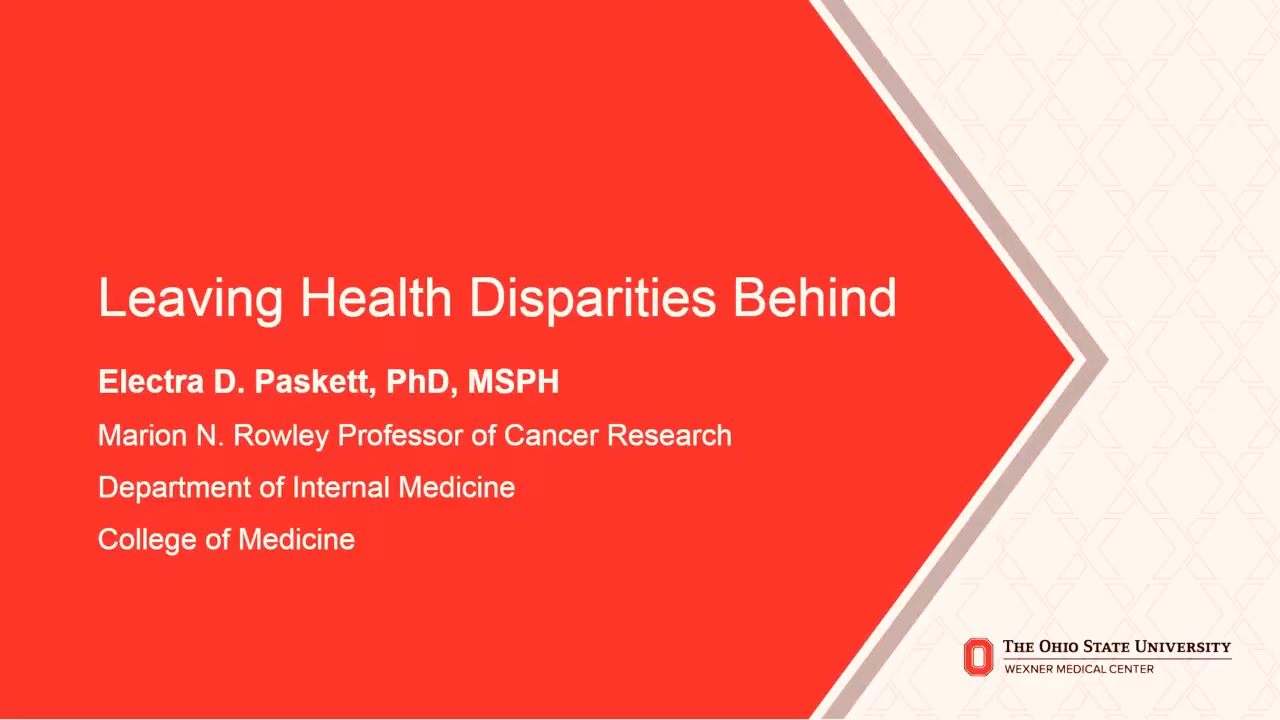 Leaving Health Disparities Behind
Electra D. Paskett, PhD, MSPH
Marion N. Rowley Professor of Cancer Research
Department of Internal Medicine
College of Medicine
THE OHIO STATE UNIVERSITY
WEXNER MEDICAL CENTER